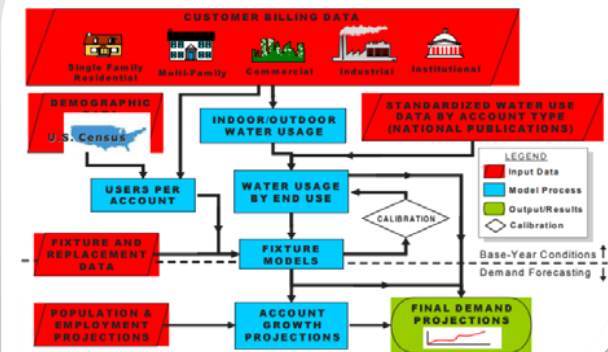 CUSTOMER BILLING DATA
Single Family
Residential
Multi-Family
Commercial
Industrial
Institutional
DEMOGRAPHIC
U.S. Census
INDOOR/OUTDOOR
WATER USAGE
STANDARDIZED WATER USE
DATA BY ACCOUNT TYPE
(NATIONAL PUBLICATIONS)
USERS PER
ACCOUNT
WATER USAGE
BY END USE
CALIBRATION
LEGEND
Input Data
Model Process
Output/Results
Calibration
FIXTURE AND
REPLACEMENT
DATA
FIXTURE
MODELS
Base-Year Conditions
Demand Forecasting
POPULATION &
EMPLOYMENT
PROJECTIONS
ACCOUNT
GROWTH
PROJECTIONS
FINAL DEMAND
PROJECTIONS